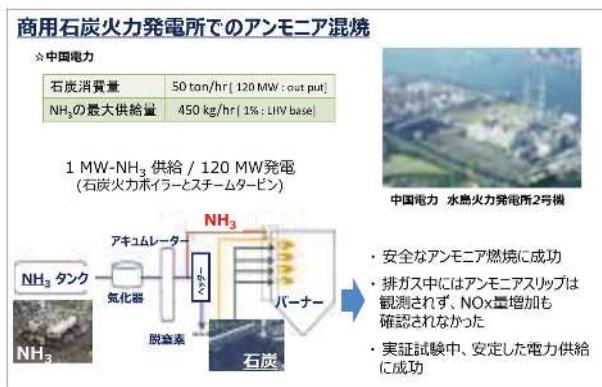 商用石炭火力発電所でのアンモニア混焼
☆中国電力
石炭消費量 50 ton/hr [ 120 MW : out put]
NH₃の最大供給量 450 kg/hr [ 1% : LHV base]
中国電力 水島火力発電所2号機
1 MW-NH₃ 供給 / 120 MW発電
(石炭火力ボイラーとスチームタービン)
NH₃
アキュムレーター
NH₃ タンク
気化器
ヘッダー
バーナー
脱窒素
NH₃
石炭
・安全なアンモニア燃焼に成功
・排ガス中にはアンモニアスリップは
観測されず、NOx量増加も
確認されなかった
・実証試験中、安定した電力供給
に成功